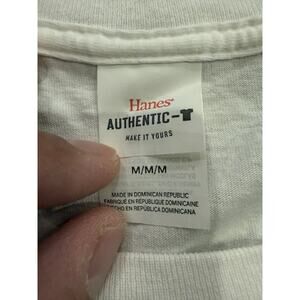 Hanes
AUTHENTIC-
MAKE IT YOURS
M/M/M
MADE IN DOMINICAN REPUBLIC
FABRIQUÉ EN RÉPUBLIQUE DOMINICAINE
HECHO EN REPÚBLICA DOMINICANA